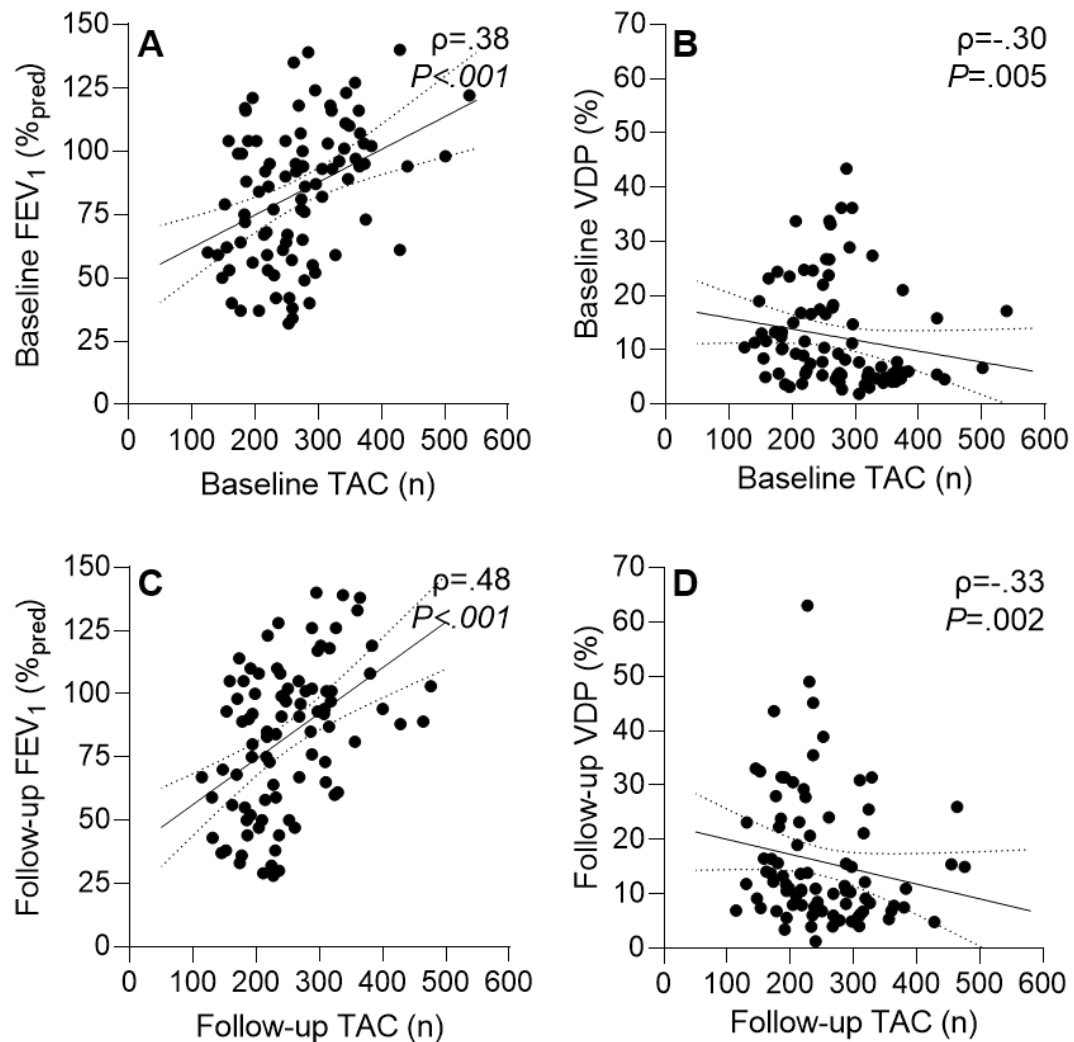 A
ρ=.38
P<.001
150
125
100
75
50
25
0
Baseline FEV1 (%pred)
0 100 200 300 400 500 600
Baseline TAC (n)
B
ρ=-.30
P=.005
70
60
50
40
30
20
10
0
Baseline VDP (%)
0 100 200 300 400 500 600
Baseline TAC (n)
C
ρ=.48
P<.001
150
125
100
75
50
25
0
Follow-up FEV1 (%pred)
0 100 200 300 400 500 600
Follow-up TAC (n)
D
ρ=-.33
P=.002
70
60
50
40
30
20
10
0
Follow-up VDP (%)
0 100 200 300 400 500 600
Follow-up TAC (n)